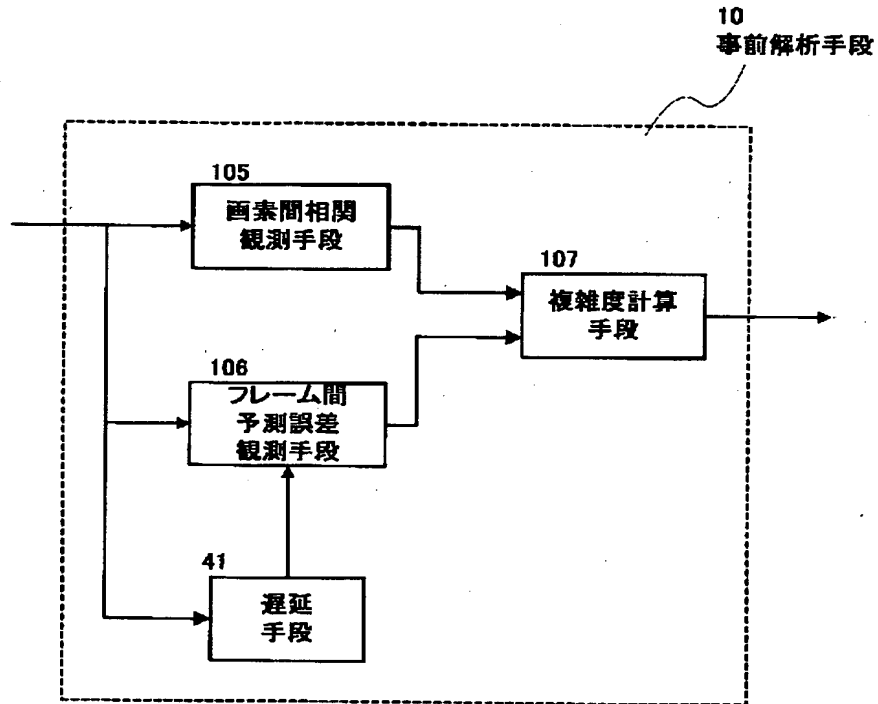 10
事前解析手段
105
画素間相関
観測手段
107
複雑度計算
手段
106
フレーム間
予測誤差
観測手段
41
遅延
手段